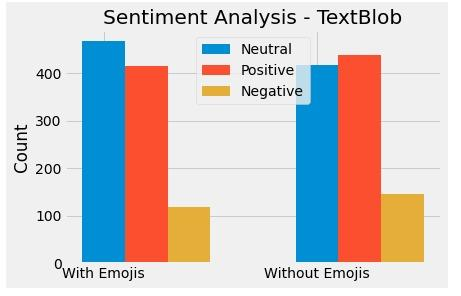 Sentiment Analysis - TextBlob
Neutral
Positive
Negative
Count
400
300
200
100
0
With Emojis
Without Emojis